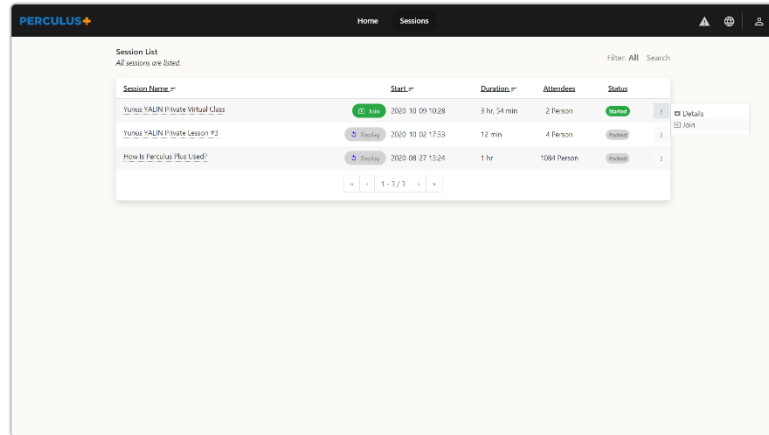 PERCULUS+ Home Sessions
Session List
All sessions are listed.
Filter: All Search
Session Name Start Duration Attendees Status
Yunus YALIN Private Virtual Class Join 2020-10-09 10:28 3 hr, 54 min 2 Person Started
Details
Join
Yunus YALIN Private Lesson #3 Replay 2020-10-02 17:33 12 min 4 Person Packed
How Is Perculus Plus Used? Replay 2020-08-27 13:24 1 hr 1084 Person Packed
« ‹ 1 - 3 / 3 › »